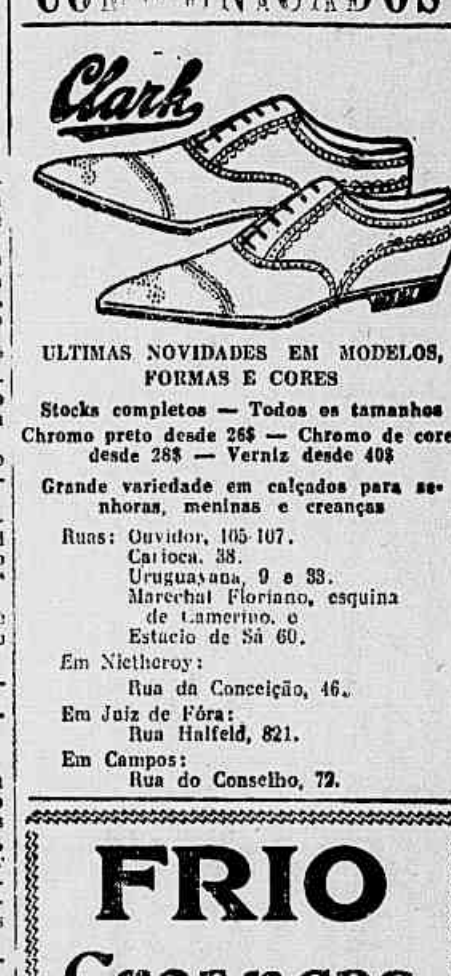 Clark
ULTIMAS NOVIDADES EM MODELOS,
FORMAS E CORES
Stocks completos — Todos os tamanhos
Chromo preto desde 26$ — Chromo de core
desde 28$ — Verniz desde 40$
Grande variedade em calçados para se-
nhoras, meninas e creanças
Ruas: Ouvidor, 105-107.
Carioca, 38.
Uruguayana, 9 e 33.
Marechal Floriano, esquina
de Camerino, e
Estacio de Sá 60.
Em Nictheroy:
Rua da Conceição, 46.
Em Juiz de Fóra:
Rua Halfeld, 821.
Em Campos:
Rua do Conselho, 72.
FRIO